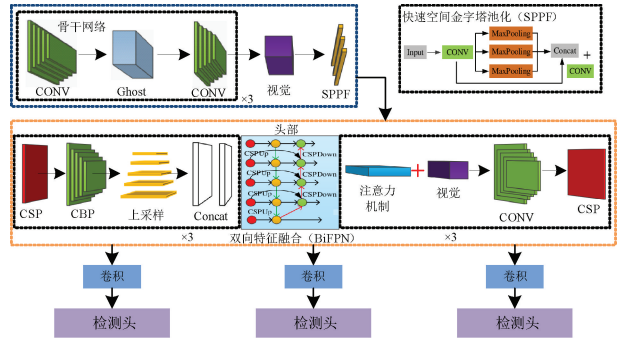 骨干网络
CONV
Ghost
CONV
×3
视觉
SPPF
快速空间金字塔池化（SPPF）
Input
CONV
MaxPooling
MaxPooling
MaxPooling
Concat
+
CONV
头部
CSP
CBP
上采样
Concat
×3
CSPUp
CSPDown
CSPUp
CSPDown
CSPUp
CSPDown
CSPUp
双向特征融合（BiFPN）
注意力
机制
+
视觉
CONV
CSP
×3
卷积
卷积
卷积
检测头
检测头
检测头